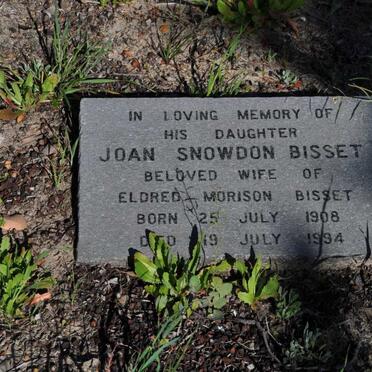 IN LOVING MEMORY OF
HIS DAUGHTER
JOAN SNOWDON BISSET
BELOVED WIFE OF
ELDRED MORISON BISSET
BORN 25 JULY 1908
DIED 19 JULY 1994